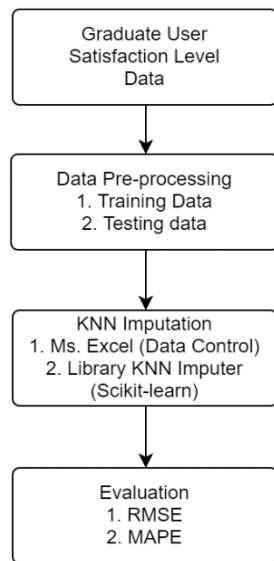 Graduate User
Satisfaction Level
Data
Data Pre-processing
1. Training Data
2. Testing data
KNN Imputation
1. Ms. Excel (Data Control)
2. Library KNN Imputer
(Scikit-learn)
Evaluation
1. RMSE
2. MAPE